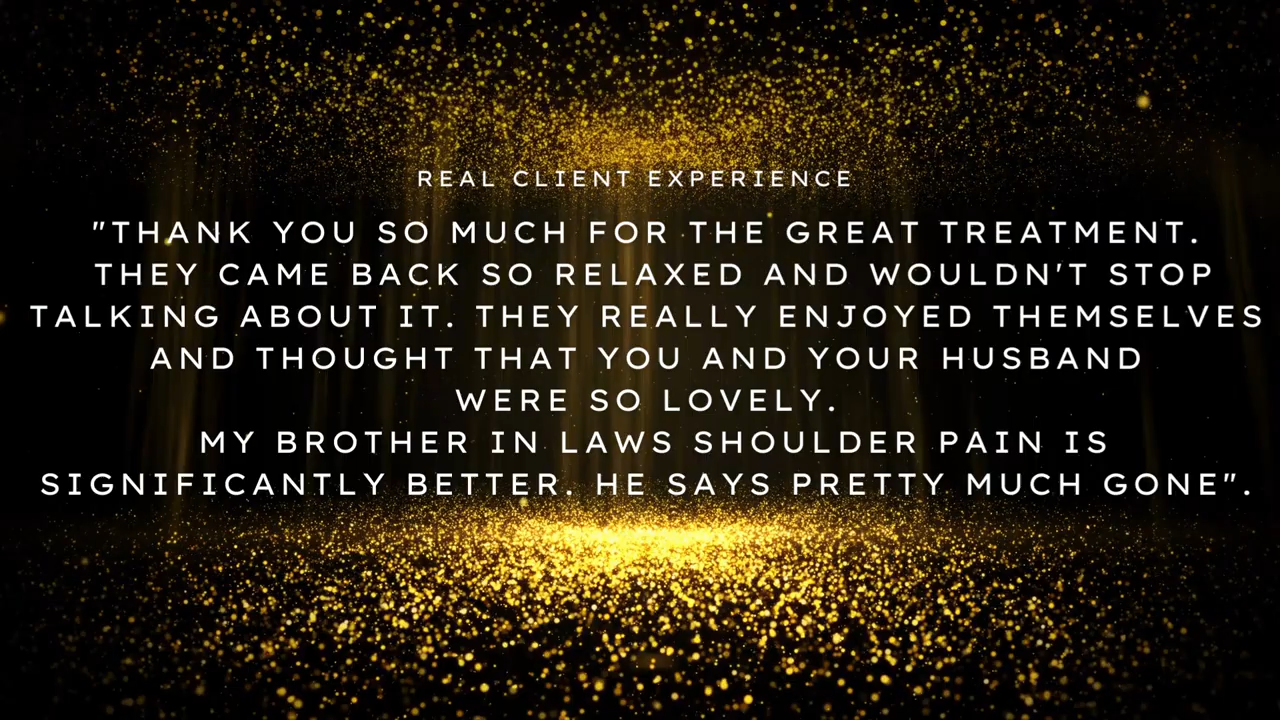 REAL CLIENT EXPERIENCE
"THANK YOU SO MUCH FOR THE GREAT TREATMENT.
THEY CAME BACK SO RELAXED AND WOULDN'T STOP
TALKING ABOUT IT. THEY REALLY ENJOYED THEMSELVES
AND THOUGHT THAT YOU AND YOUR HUSBAND
WERE SO LOVELY.
MY BROTHER IN LAWS SHOULDER PAIN IS
SIGNIFICANTLY BETTER. HE SAYS PRETTY MUCH GONE".